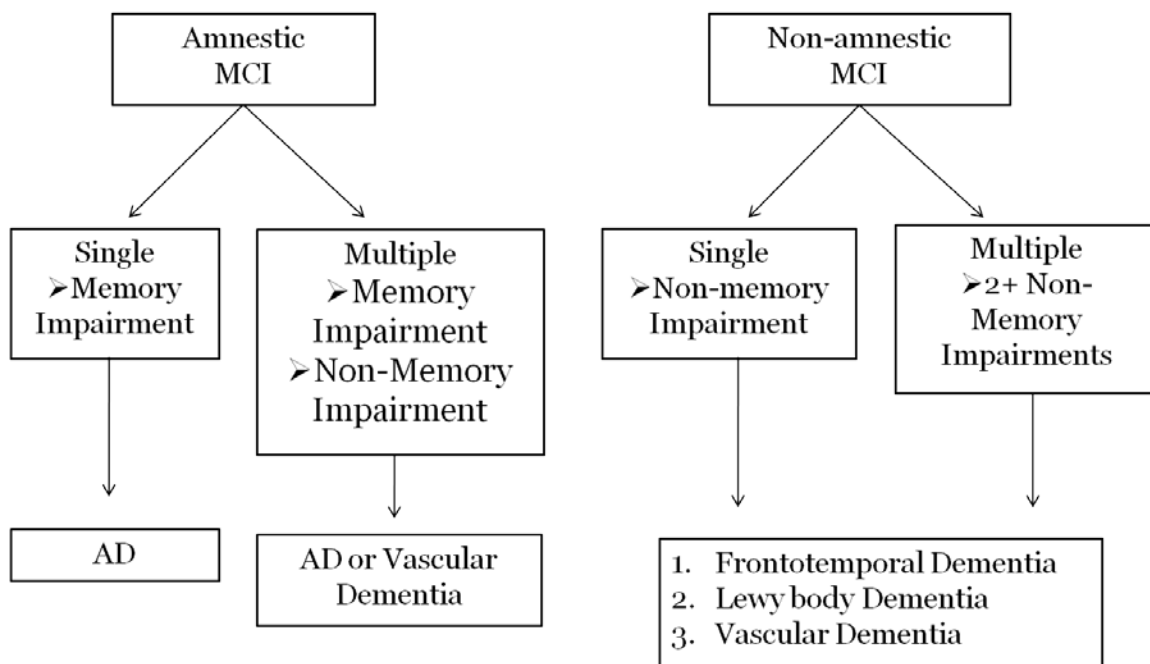 Amnestic
MCI
Non-amnestic
MCI
Single
➢Memory
Impairment
Multiple
➢Memory
Impairment
➢Non-Memory
Impairment
Single
➢Non-memory
Impairment
Multiple
➢2+ Non-
Memory
Impairments
AD
AD or Vascular
Dementia
1. Frontotemporal Dementia
2. Lewy body Dementia
3. Vascular Dementia